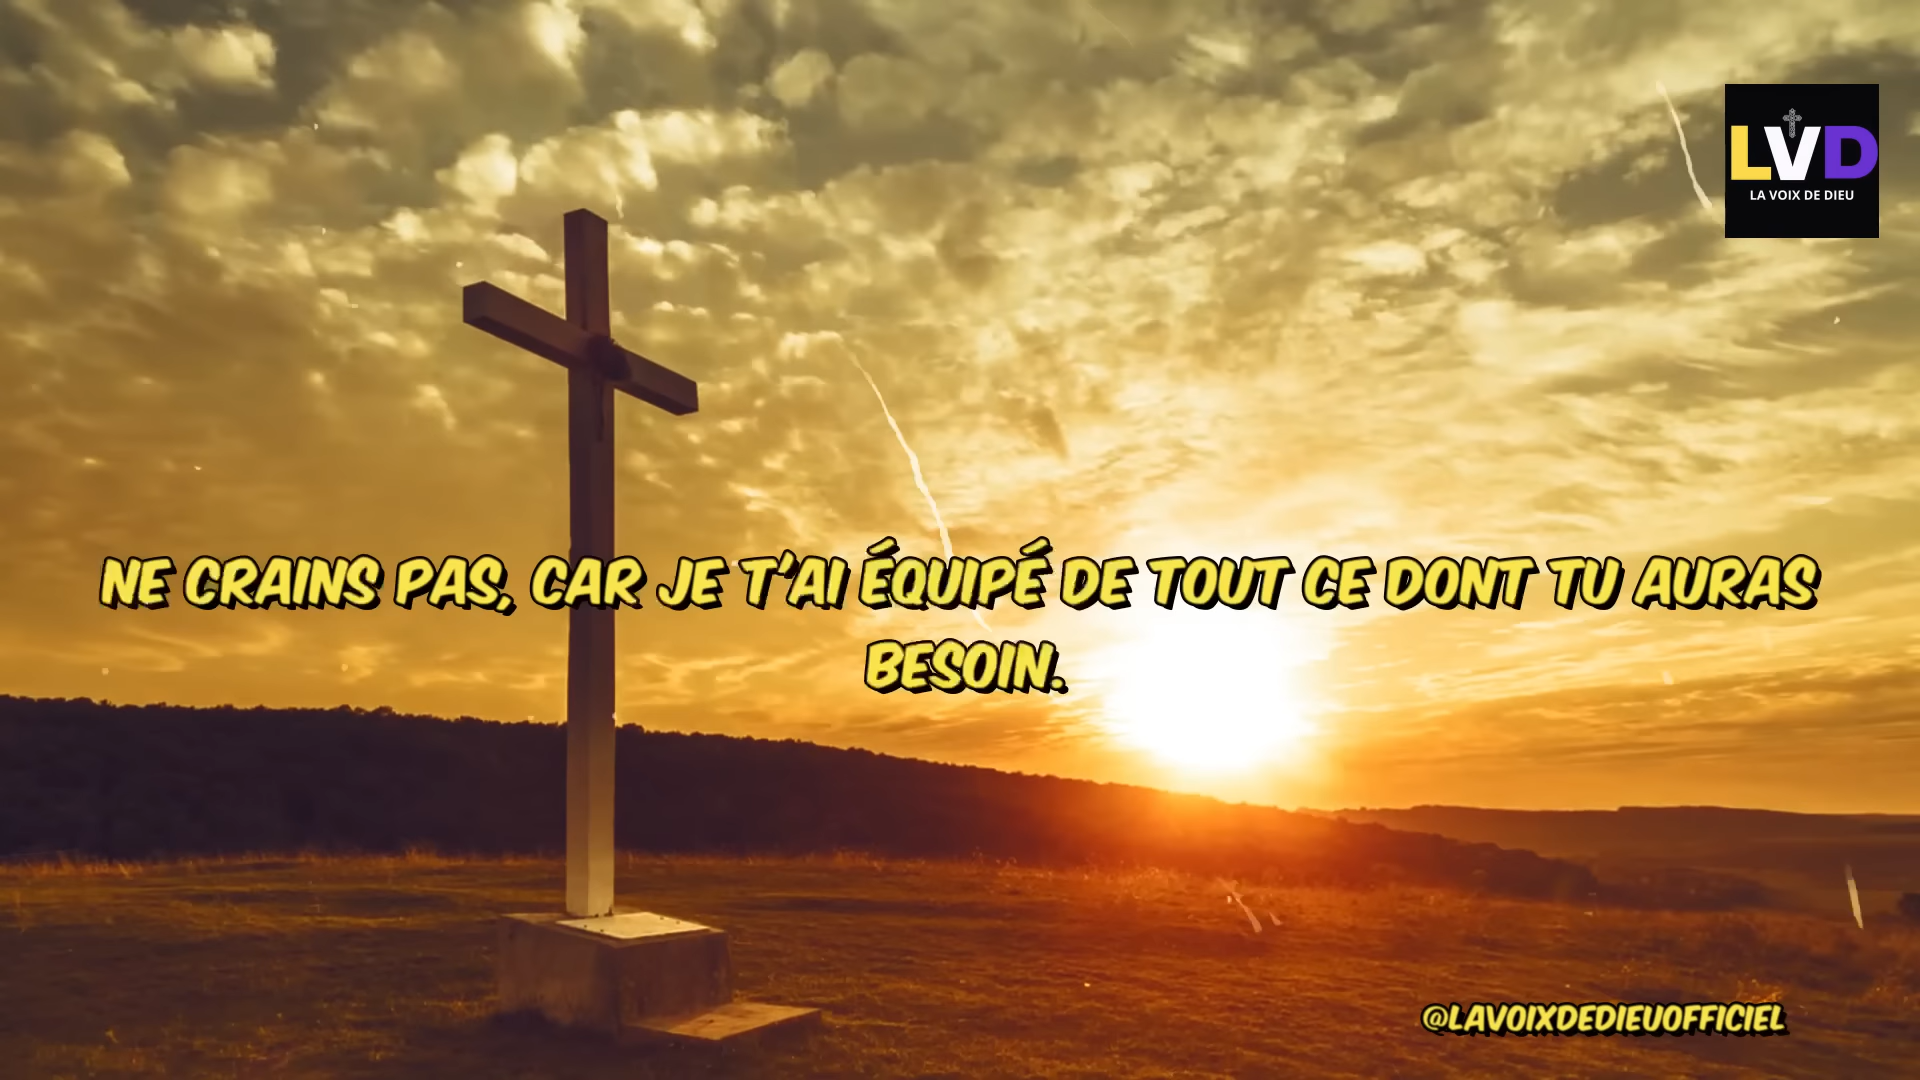 LVD
LA VOIX DE DIEU
NE CRAINS PAS, CAR JE T'AI ÉQUIPÉ DE TOUT CE DONT TU AURAS
BESOIN.
@LAVOIXDEDIEUOFFICIEL